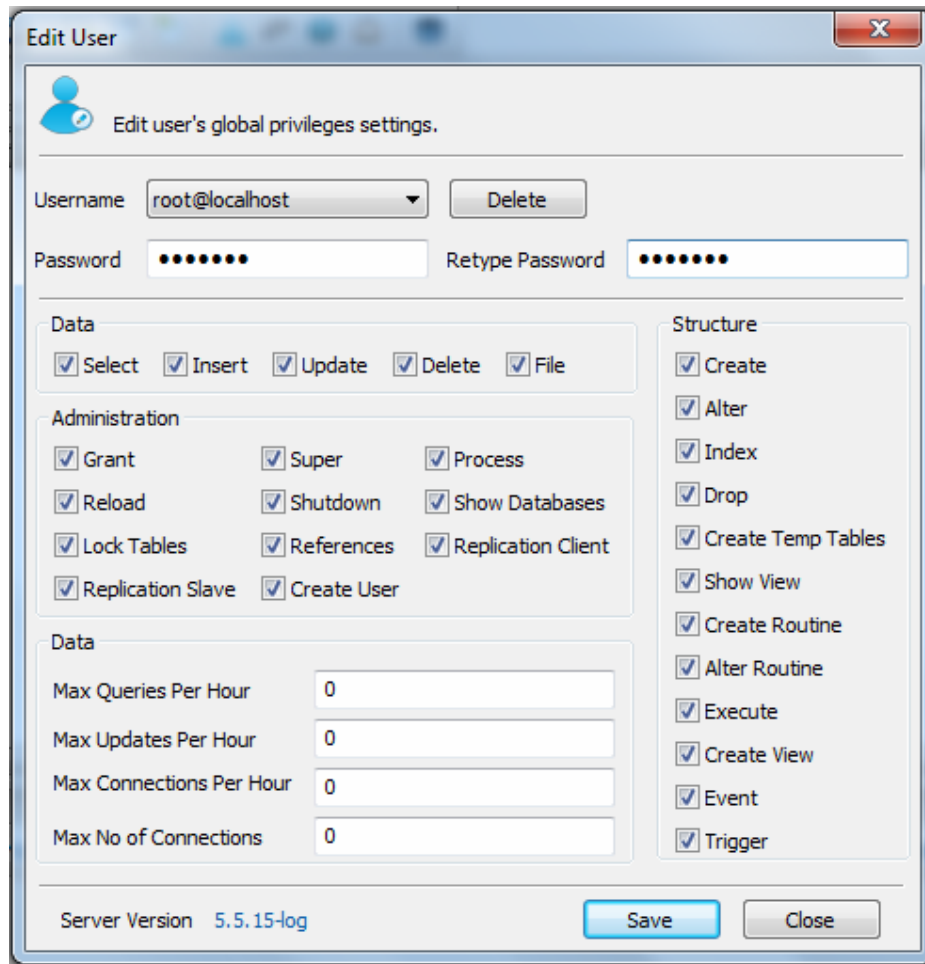 Edit User
Edit user's global privileges settings.
Username root@localhost Delete
Password ●●●●●●● Retype Password ●●●●●●●
Data
Select Insert Update Delete File
Administration
Grant Super Process
Reload Shutdown Show Databases
Lock Tables References Replication Client
Replication Slave Create User
Data
Max Queries Per Hour 0
Max Updates Per Hour 0
Max Connections Per Hour 0
Max No of Connections 0
Structure
Create
Alter
Index
Drop
Create Temp Tables
Show View
Create Routine
Alter Routine
Execute
Create View
Event
Trigger
Server Version 5.5.15-log Save Close